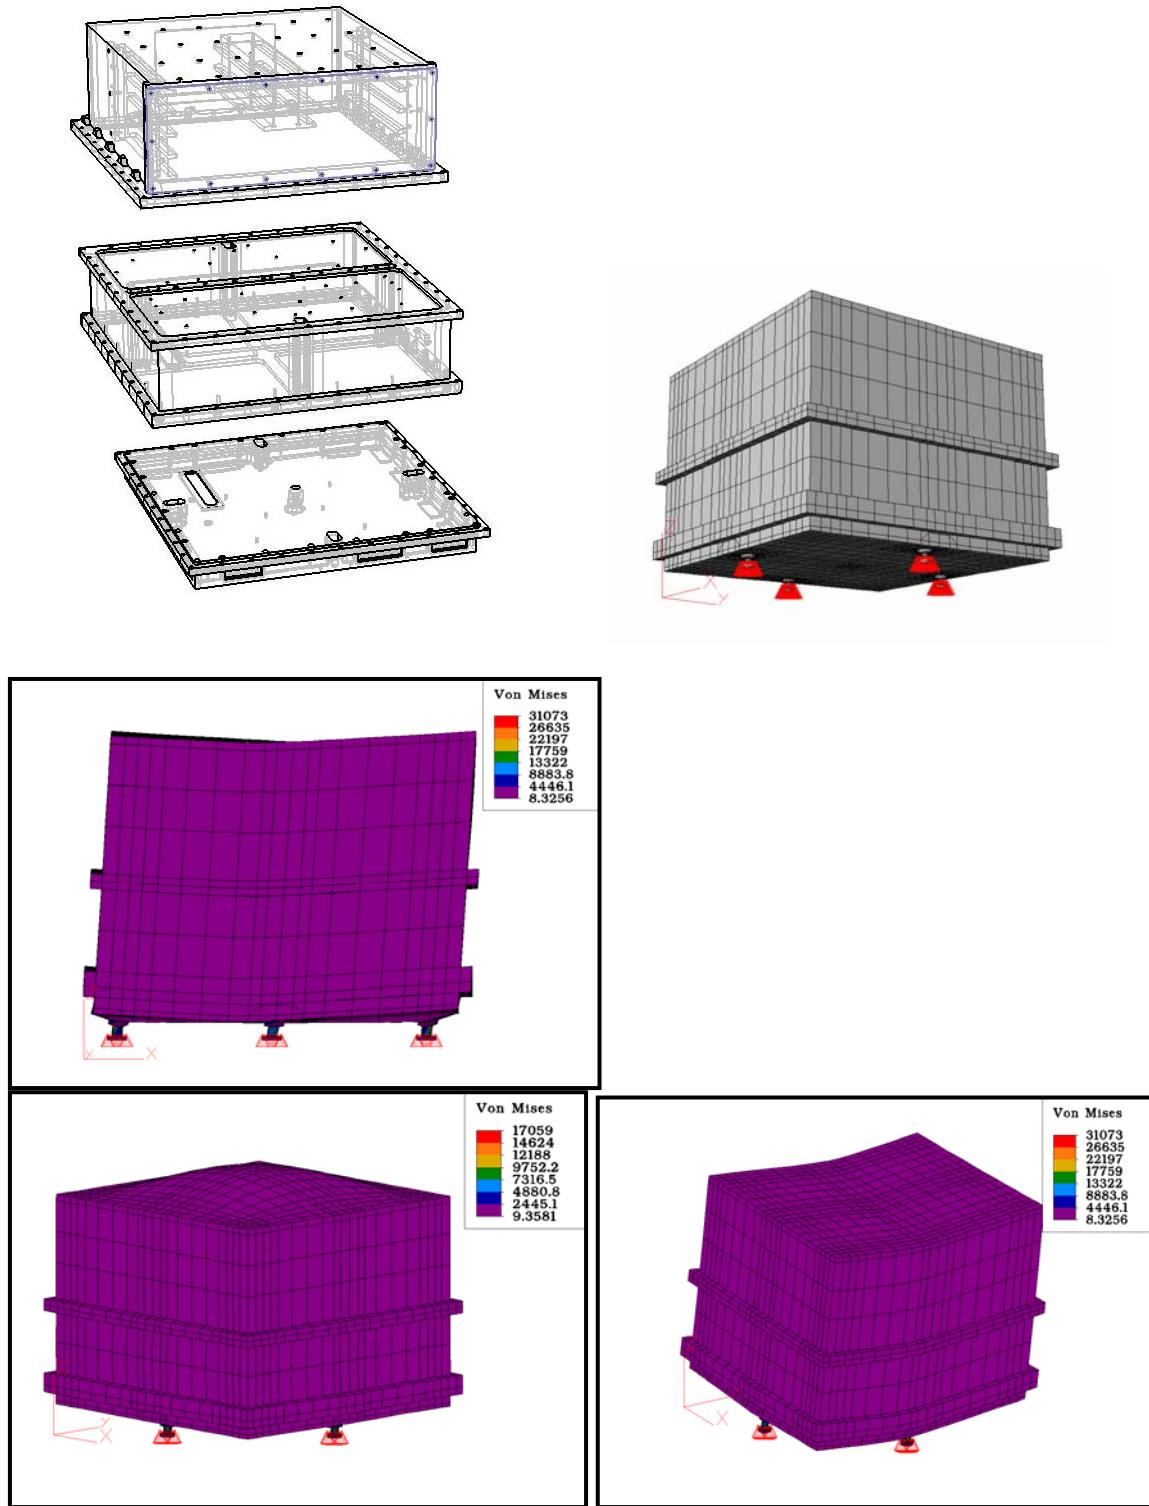 X
Y
Von Mises
31073
26635
22197
17759
13322
8883.8
4446.1
8.3256
Y
X
Von Mises
17059
14624
12188
9752.2
7316.5
4880.8
2445.1
9.3581
Y
X
Von Mises
31073
26635
22197
17759
13322
8883.8
4446.1
8.3256
X